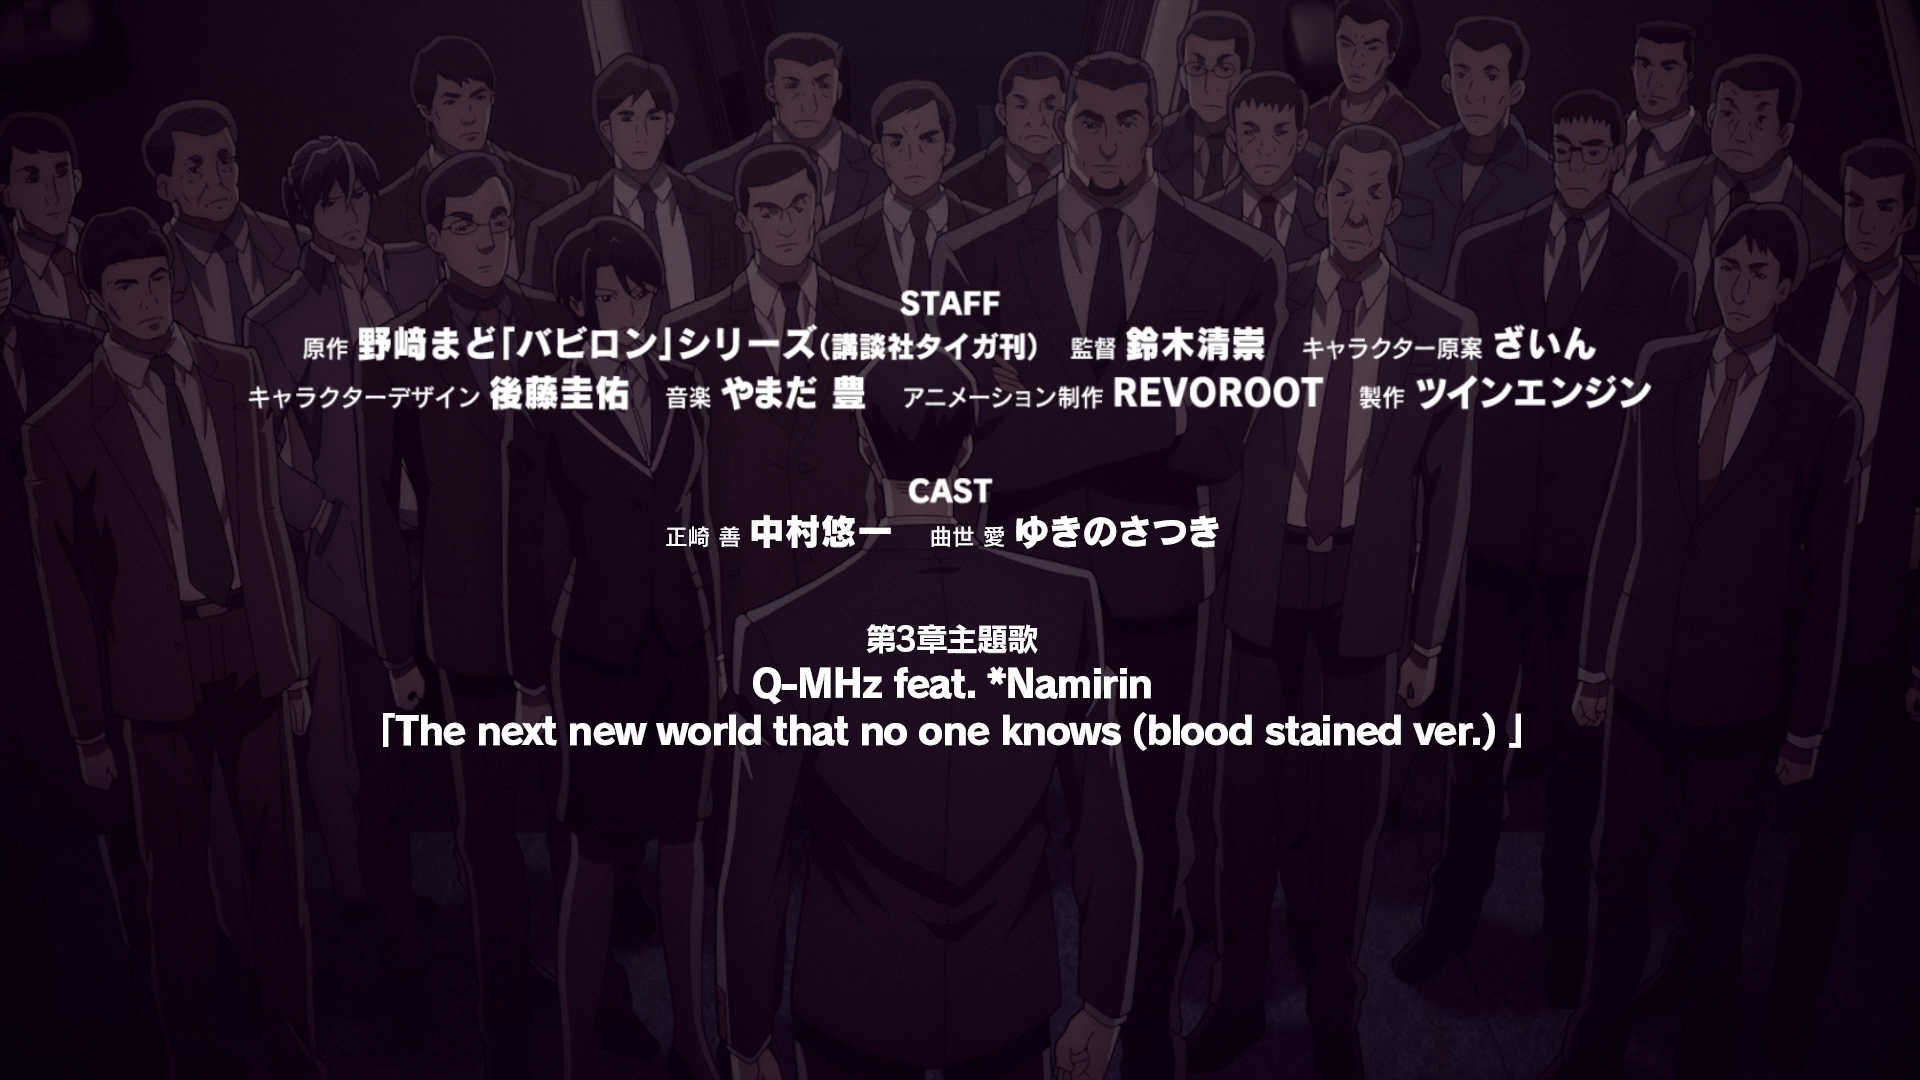 STAFF
原作 野﨑まど「バビロン」シリーズ(講談社タイガ刊) 監督 鈴木清崇 キャラクター原案 ざいん
キャラクターデザイン 後藤圭佑 音楽 やまだ 豊 アニメーション制作 REVOROOT 製作 ツインエンジン
CAST
正崎 善 中村悠一 曲世 愛 ゆきのさつき
第3章主題歌
Q-MHz feat. *Namirin
「The next new world that no one knows (blood stained ver.) 」